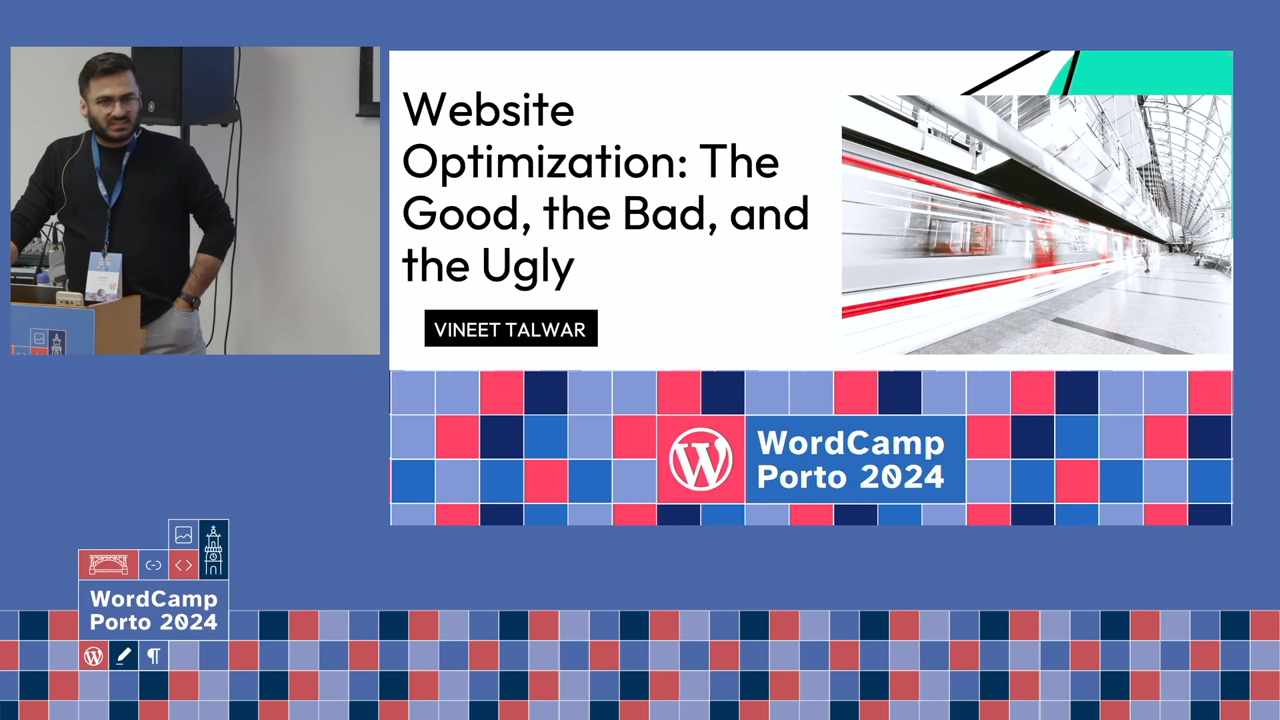 Website
Optimization: The
Good, the Bad, and
the Ugly
VINEET TALWAR
WordCamp
Porto 2024
WordCamp
Porto 2024